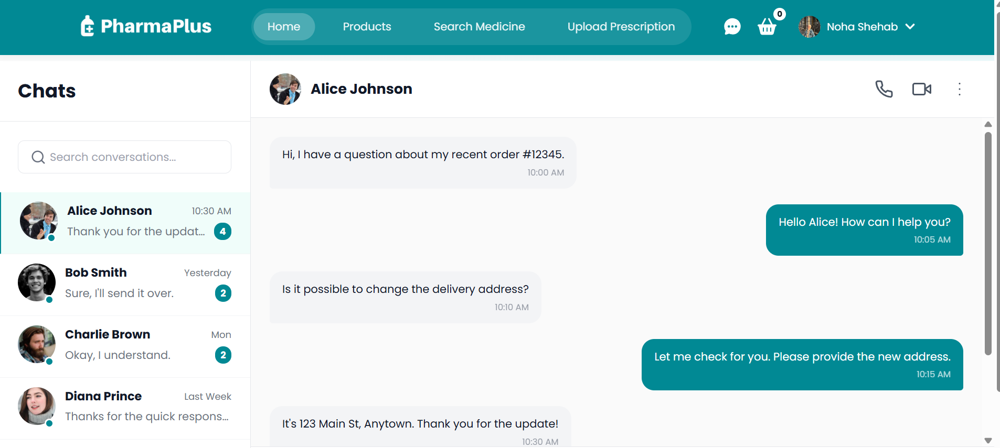 PharmaPlus
Home
Products
Search Medicine
Upload Prescription
0
Noha Shehab
Chats
Search conversations...
Alice Johnson
10:30 AM
Thank you for the updat...
4
Bob Smith
Yesterday
Sure, I'll send it over.
2
Charlie Brown
Mon
Okay, I understand.
2
Diana Prince
Last Week
Thanks for the quick respons...
Alice Johnson
Hi, I have a question about my recent order #12345.
10:00 AM
Hello Alice! How can I help you?
10:05 AM
Is it possible to change the delivery address?
10:10 AM
Let me check for you. Please provide the new address.
10:15 AM
It's 123 Main St, Anytown. Thank you for the update!
10:30 AM